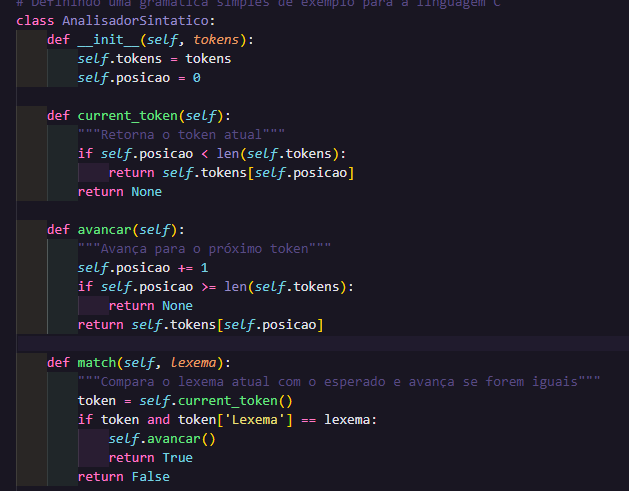 # Definindo uma gramática simples de exemplo para a linguagem C
class AnalisadorSintatico:
    def __init__(self, tokens):
        self.tokens = tokens
        self.posicao = 0
    def current_token(self):
        """Retorna o token atual"""
        if self.posicao < len(self.tokens):
            return self.tokens[self.posicao]
        return None
    def avancar(self):
        """Avança para o próximo token"""
        self.posicao += 1
        if self.posicao >= len(self.tokens):
            return None
        return self.tokens[self.posicao]
    def match(self, lexema):
        """Compara o lexema atual com o esperado e avança se forem iguais"""
        token = self.current_token()
        if token and token['Lexema'] == lexema:
            self.avancar()
            return True
        return False